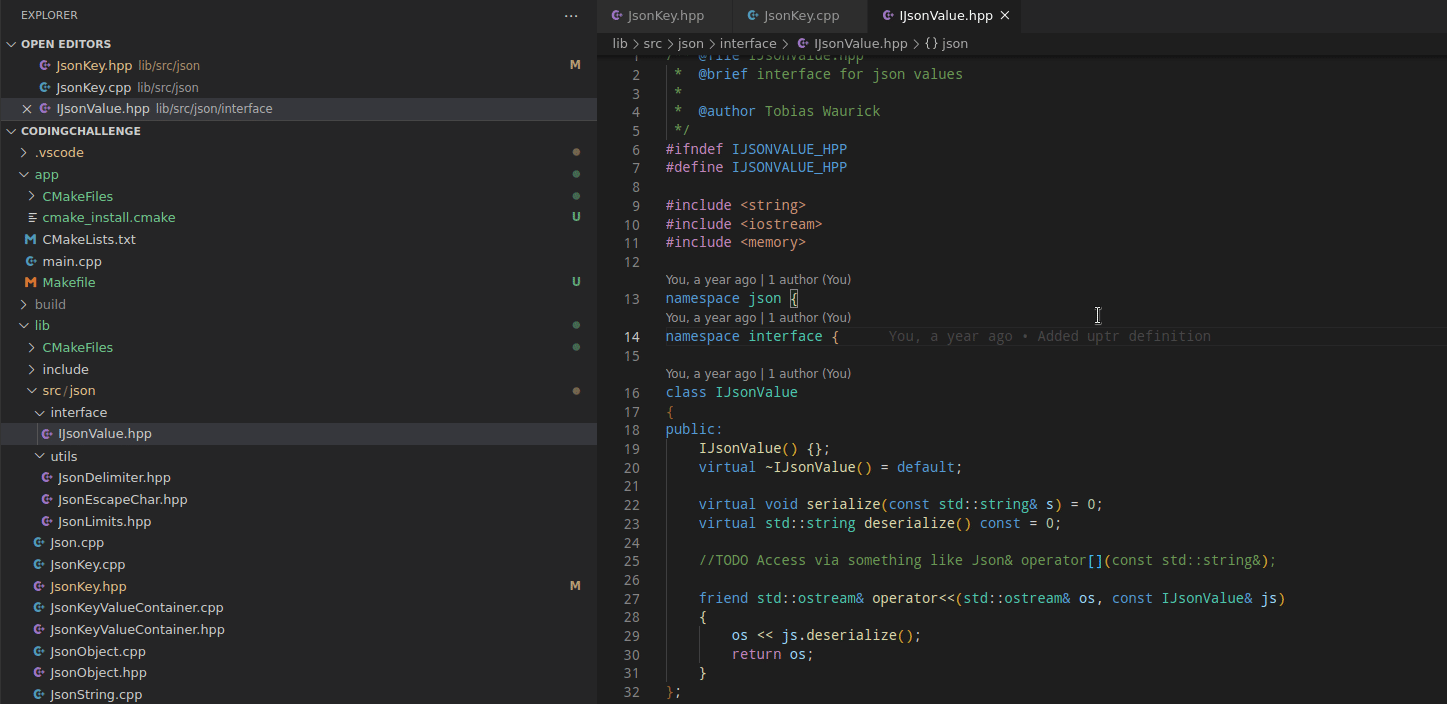 EXPLORER
OPEN EDITORS
JsonKey.hpp lib/src/json M
JsonKey.cpp lib/src/json
IJsonValue.hpp lib/src/json/interface
CODINGCHALLENGE
.vscode
app
CMakeFiles
cmake_install.cmake U
CMakeLists.txt
main.cpp
Makefile U
build
lib
CMakeFiles
include
src/json
interface
IJsonValue.hpp
utils
JsonDelimiter.hpp
JsonEscapeChar.hpp
JsonLimits.hpp
Json.cpp
JsonKey.cpp
JsonKey.hpp M
JsonKeyValueContainer.cpp
JsonKeyValueContainer.hpp
JsonObject.cpp
JsonObject.hpp
JsonString.cpp
JsonKey.hpp JsonKey.cpp IJsonValue.hpp
lib > src > json > interface > IJsonValue.hpp > {} json
1 /* @file IJsonValue.hpp
2 * @brief interface for json values
3 *
4 * @author Tobias Waurick
5 */
6 #ifndef IJSONVALUE_HPP
7 #define IJSONVALUE_HPP
8
9 #include <string>
10 #include <iostream>
11 #include <memory>
12
You, a year ago | 1 author (You)
13 namespace json {
You, a year ago | 1 author (You)
14 namespace interface { You, a year ago • Added uptr definition
15
You, a year ago | 1 author (You)
16 class IJsonValue
17 {
18 public:
19 IJsonValue() {};
20 virtual ~IJsonValue() = default;
21
22 virtual void serialize(const std::string& s) = 0;
23 virtual std::string deserialize() const = 0;
24
25 //TODO Access via something like Json& operator[](const std::string&);
26
27 friend std::ostream& operator<<(std::ostream& os, const IJsonValue& js)
28 {
29 os << js.deserialize();
30 return os;
31 }
32 };